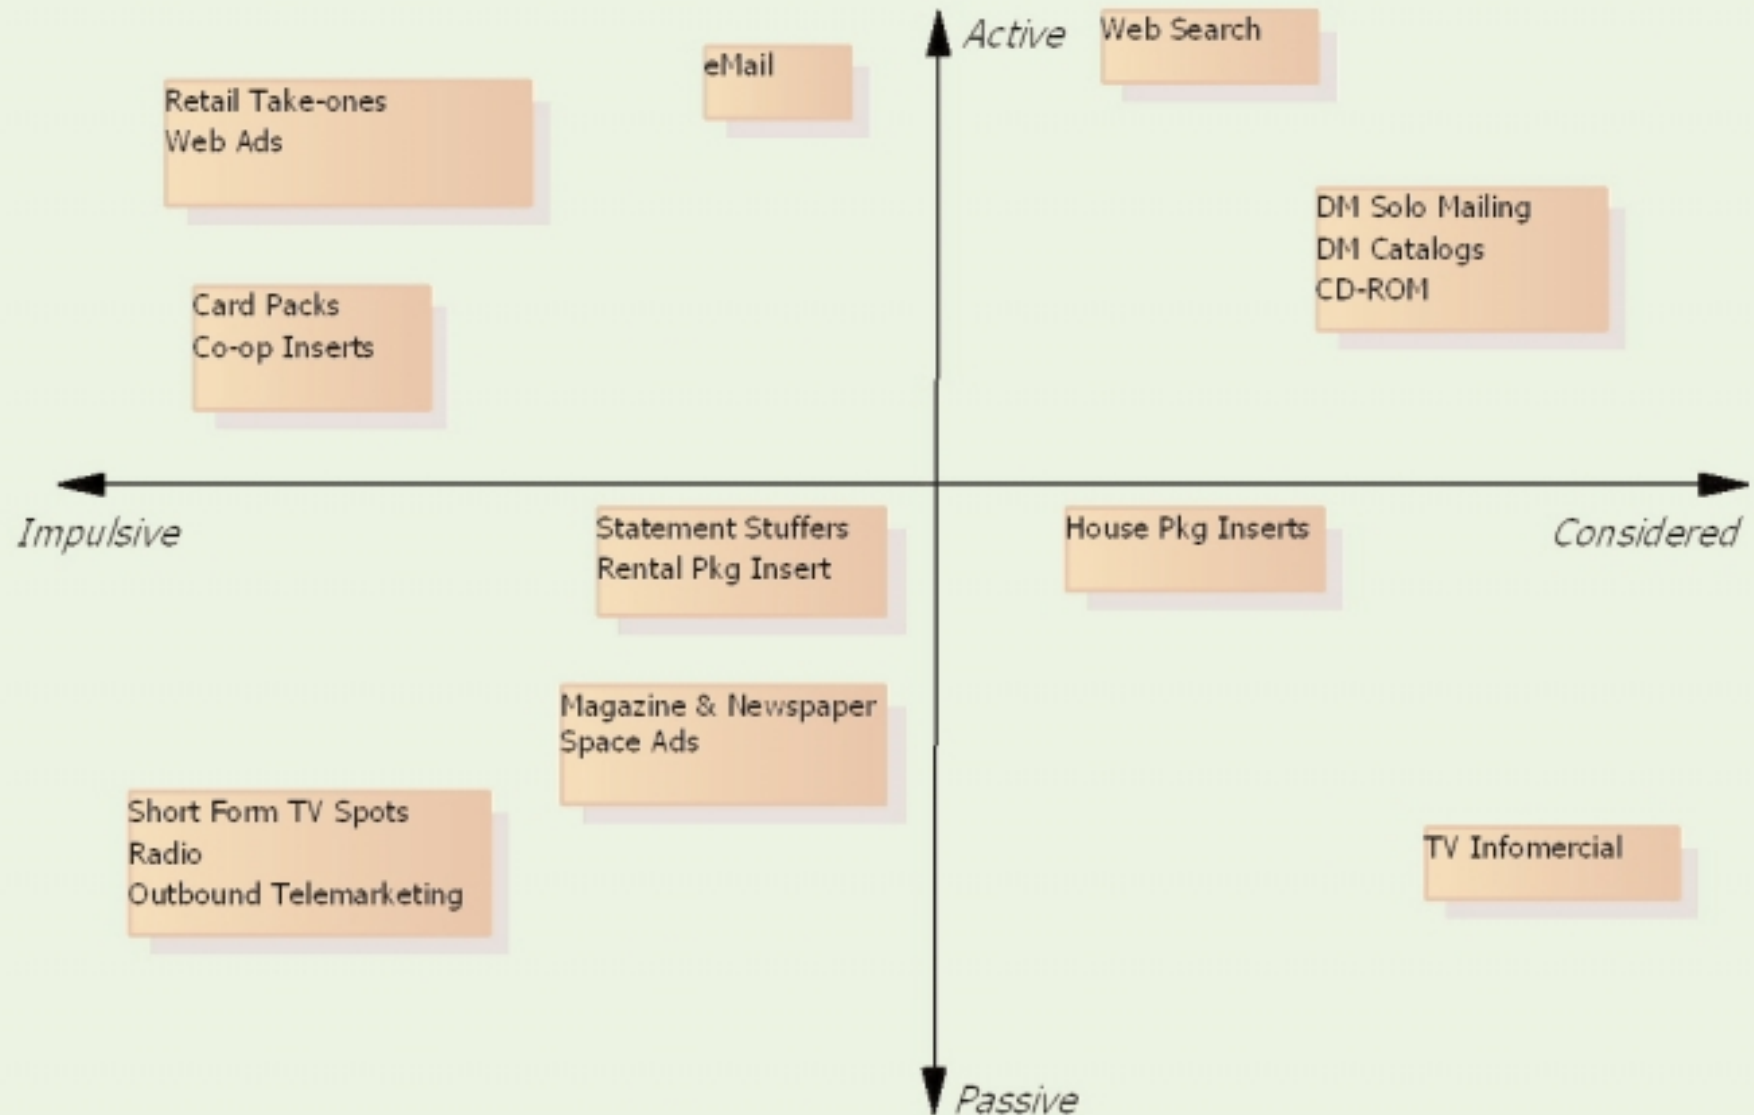 Active
Web Search
eMail
Retail Take-ones
Web Ads
DM Solo Mailing
DM Catalogs
CD-ROM
Card Packs
Co-op Inserts
Impulsive
Considered
Statement Stuffers
Rental Pkg Insert
House Pkg Inserts
Magazine & Newspaper
Space Ads
Short Form TV Spots
Radio
Outbound Telemarketing
TV Infomercial
Passive